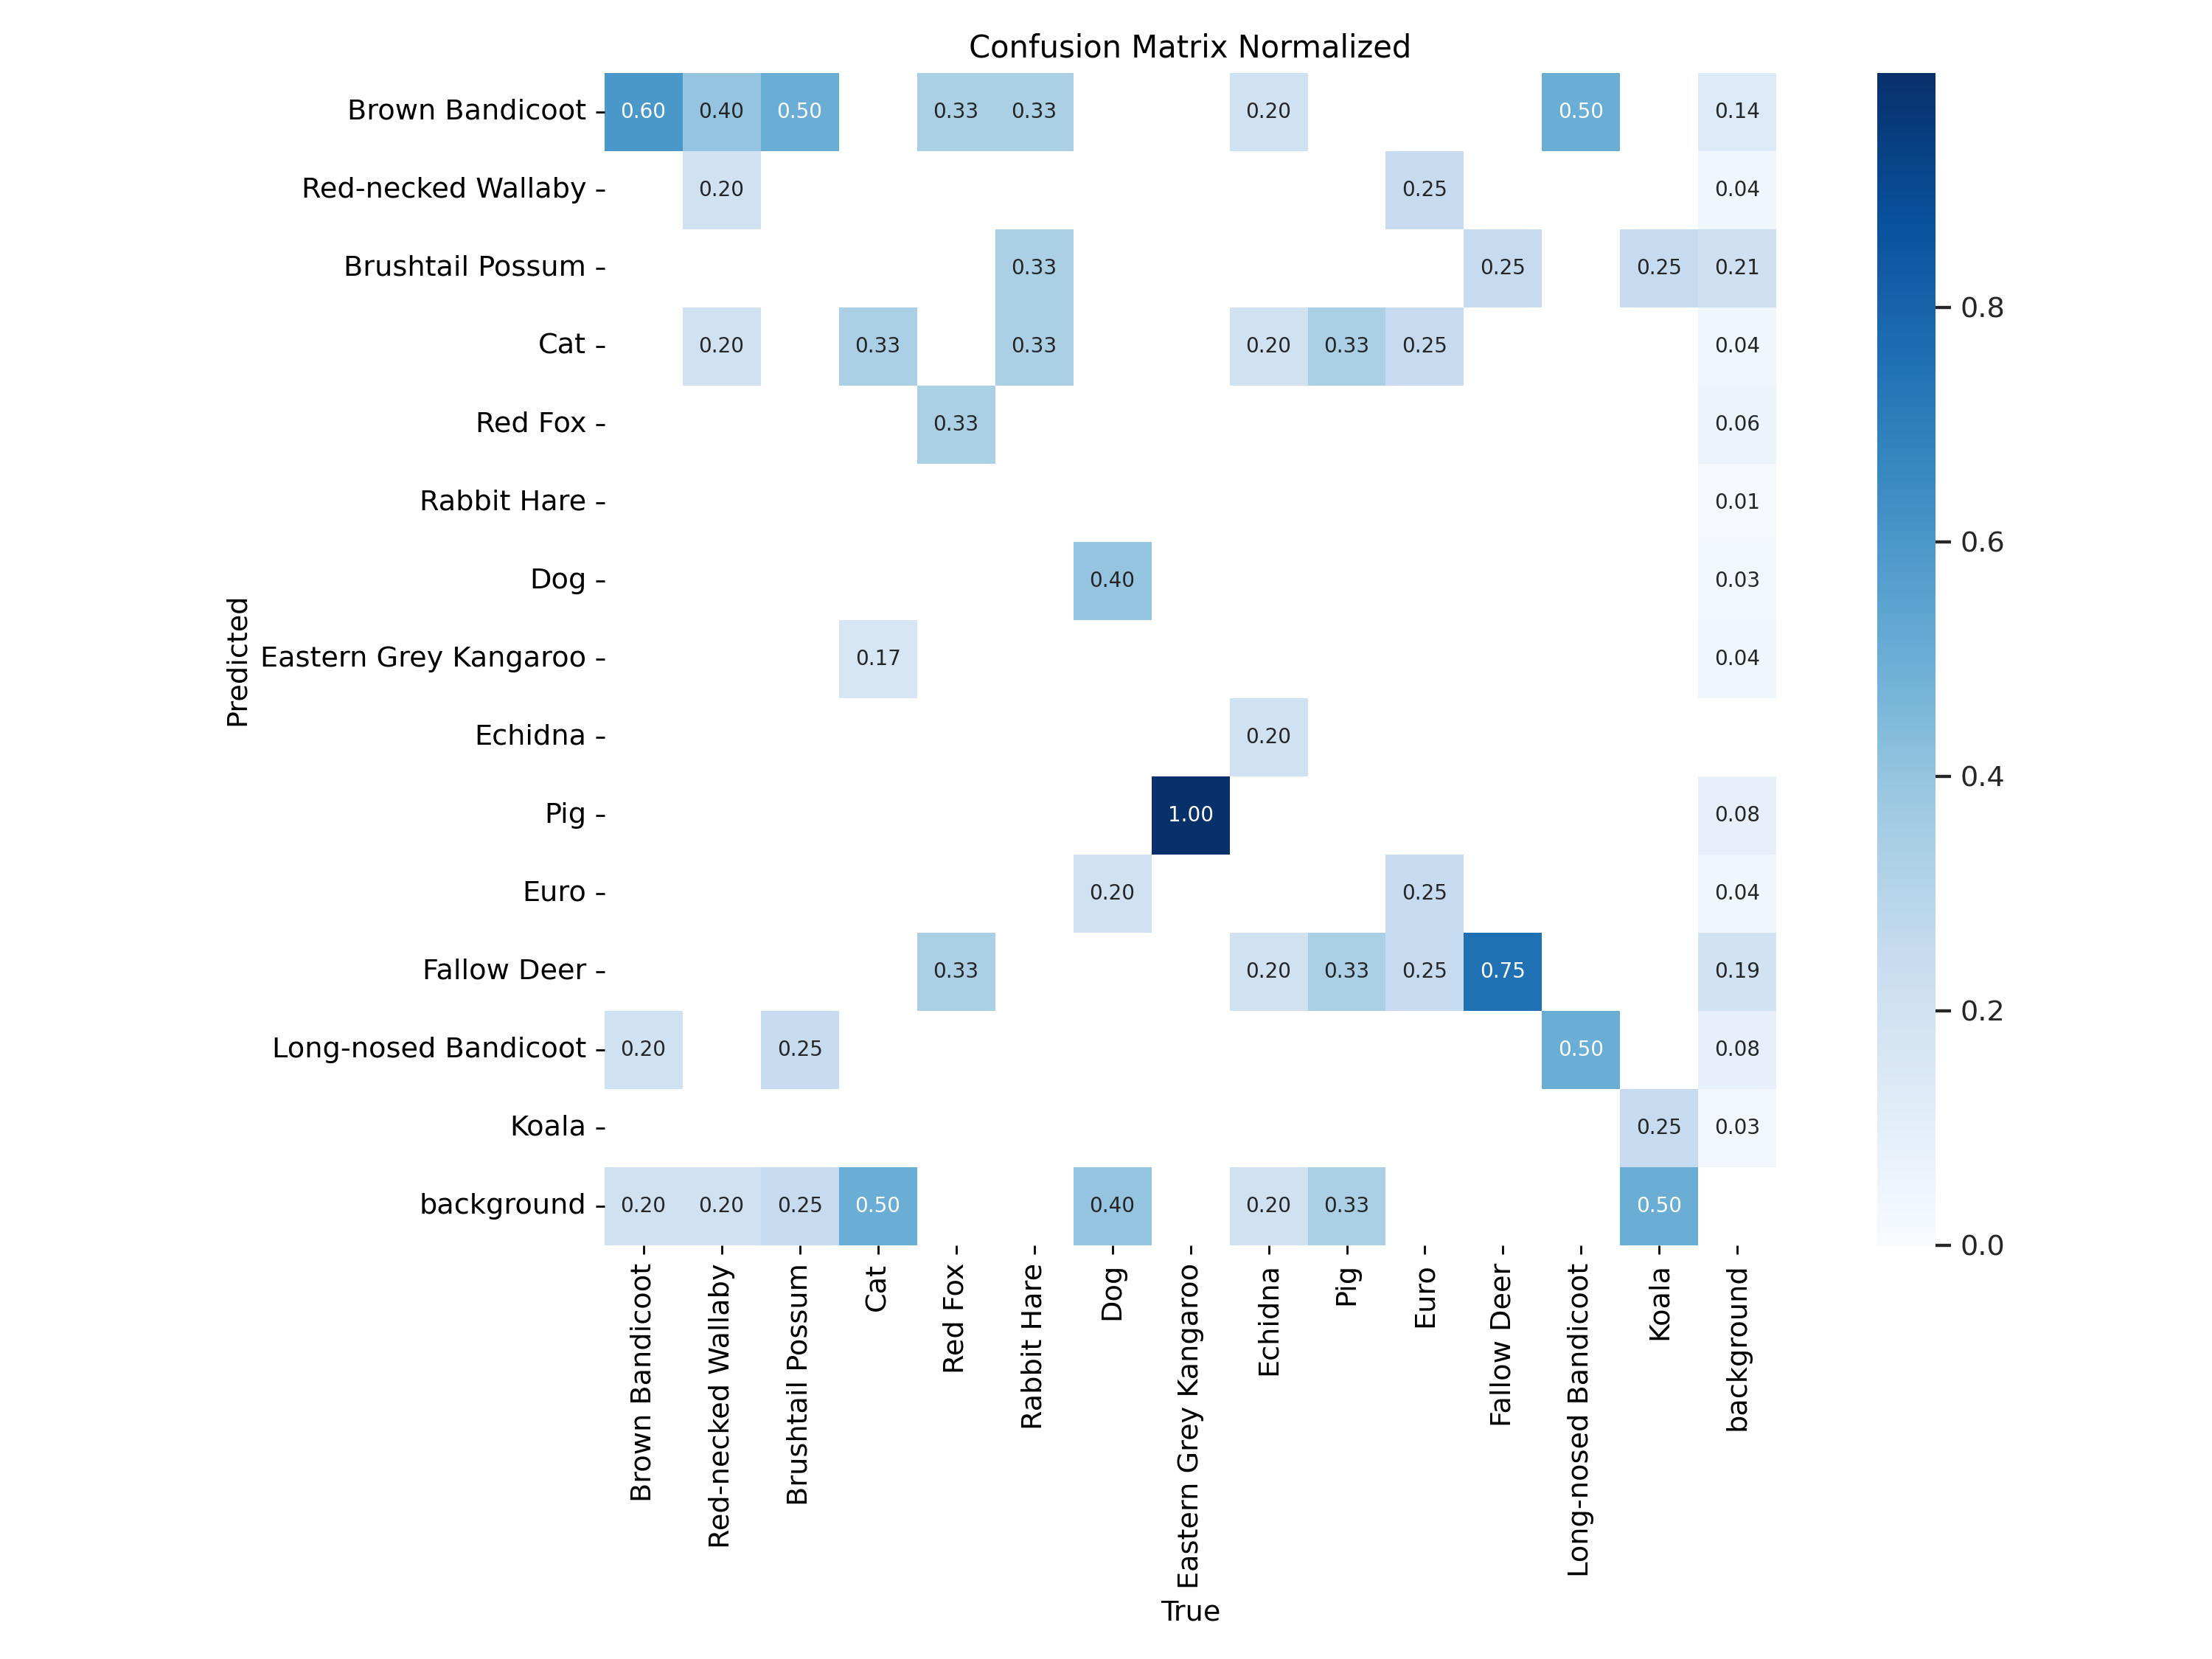 Confusion Matrix Normalized
Brown Bandicoot 0.60 0.40 0.50 0.33 0.33 0.20 0.50 0.14
Red-necked Wallaby 0.20 0.25 0.04
Brushtail Possum 0.33 0.25 0.25 0.21
0.8
Cat 0.20 0.33 0.33 0.20 0.33 0.25 0.04
Red Fox 0.33 0.06
Rabbit Hare 0.01
0.6
Dog 0.40 0.03
Predicted
Eastern Grey Kangaroo 0.17 0.04
Echidna 0.20
0.4
Pig 1.00 0.08
Euro 0.20 0.25 0.04
Fallow Deer 0.33 0.20 0.33 0.25 0.75 0.19
0.2
Long-nosed Bandicoot 0.20 0.25 0.50 0.08
Koala 0.25 0.03
background 0.20 0.20 0.25 0.50 0.40 0.20 0.33 0.50
0.0
Brown Bandicoot
Red-necked Wallaby
Brushtail Possum
Cat
Red Fox
Rabbit Hare
Dog
Eastern Grey Kangaroo
Echidna
Pig
Euro
Fallow Deer
Long-nosed Bandicoot
Koala
background
True